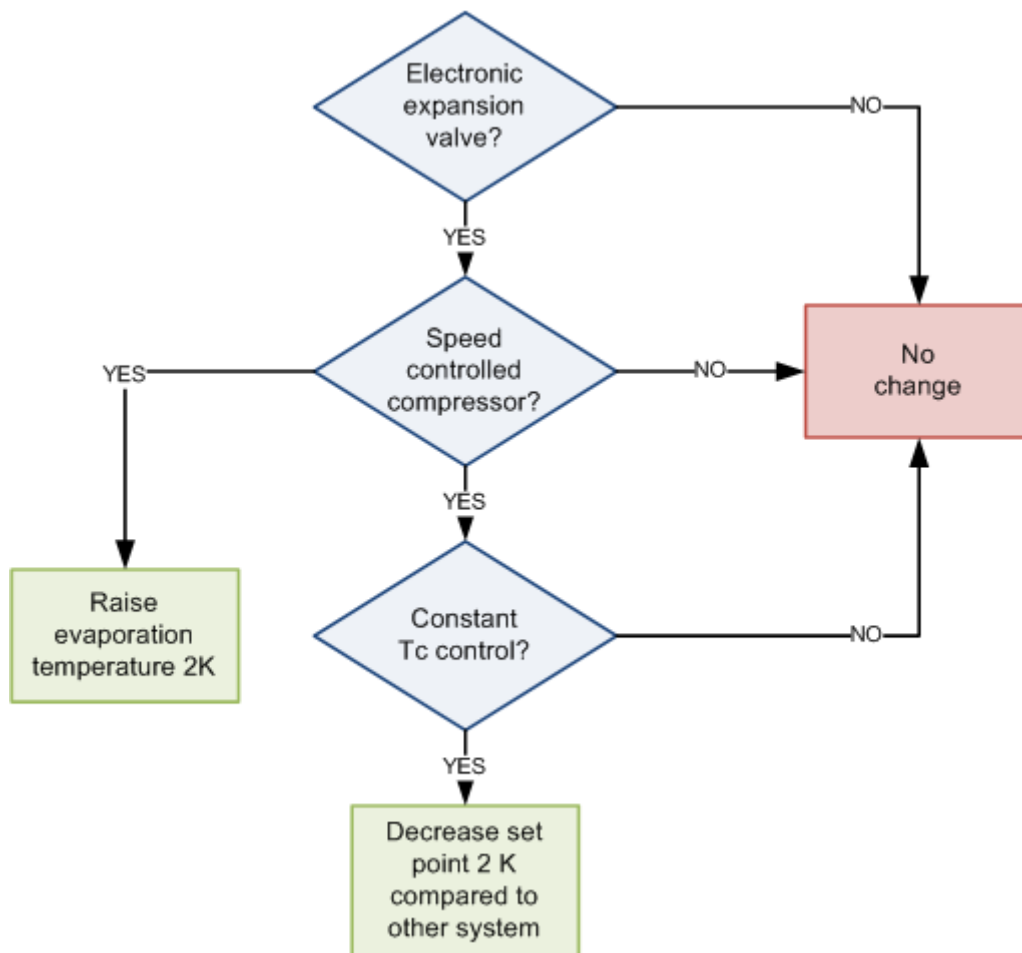 Electronic
expansion
valve?
NO
YES
Speed
controlled
compressor?
YES
NO
No
change
YES
Raise
evaporation
temperature 2K
Constant
Tc control?
NO
YES
Decrease set
point 2 K
compared to
other system